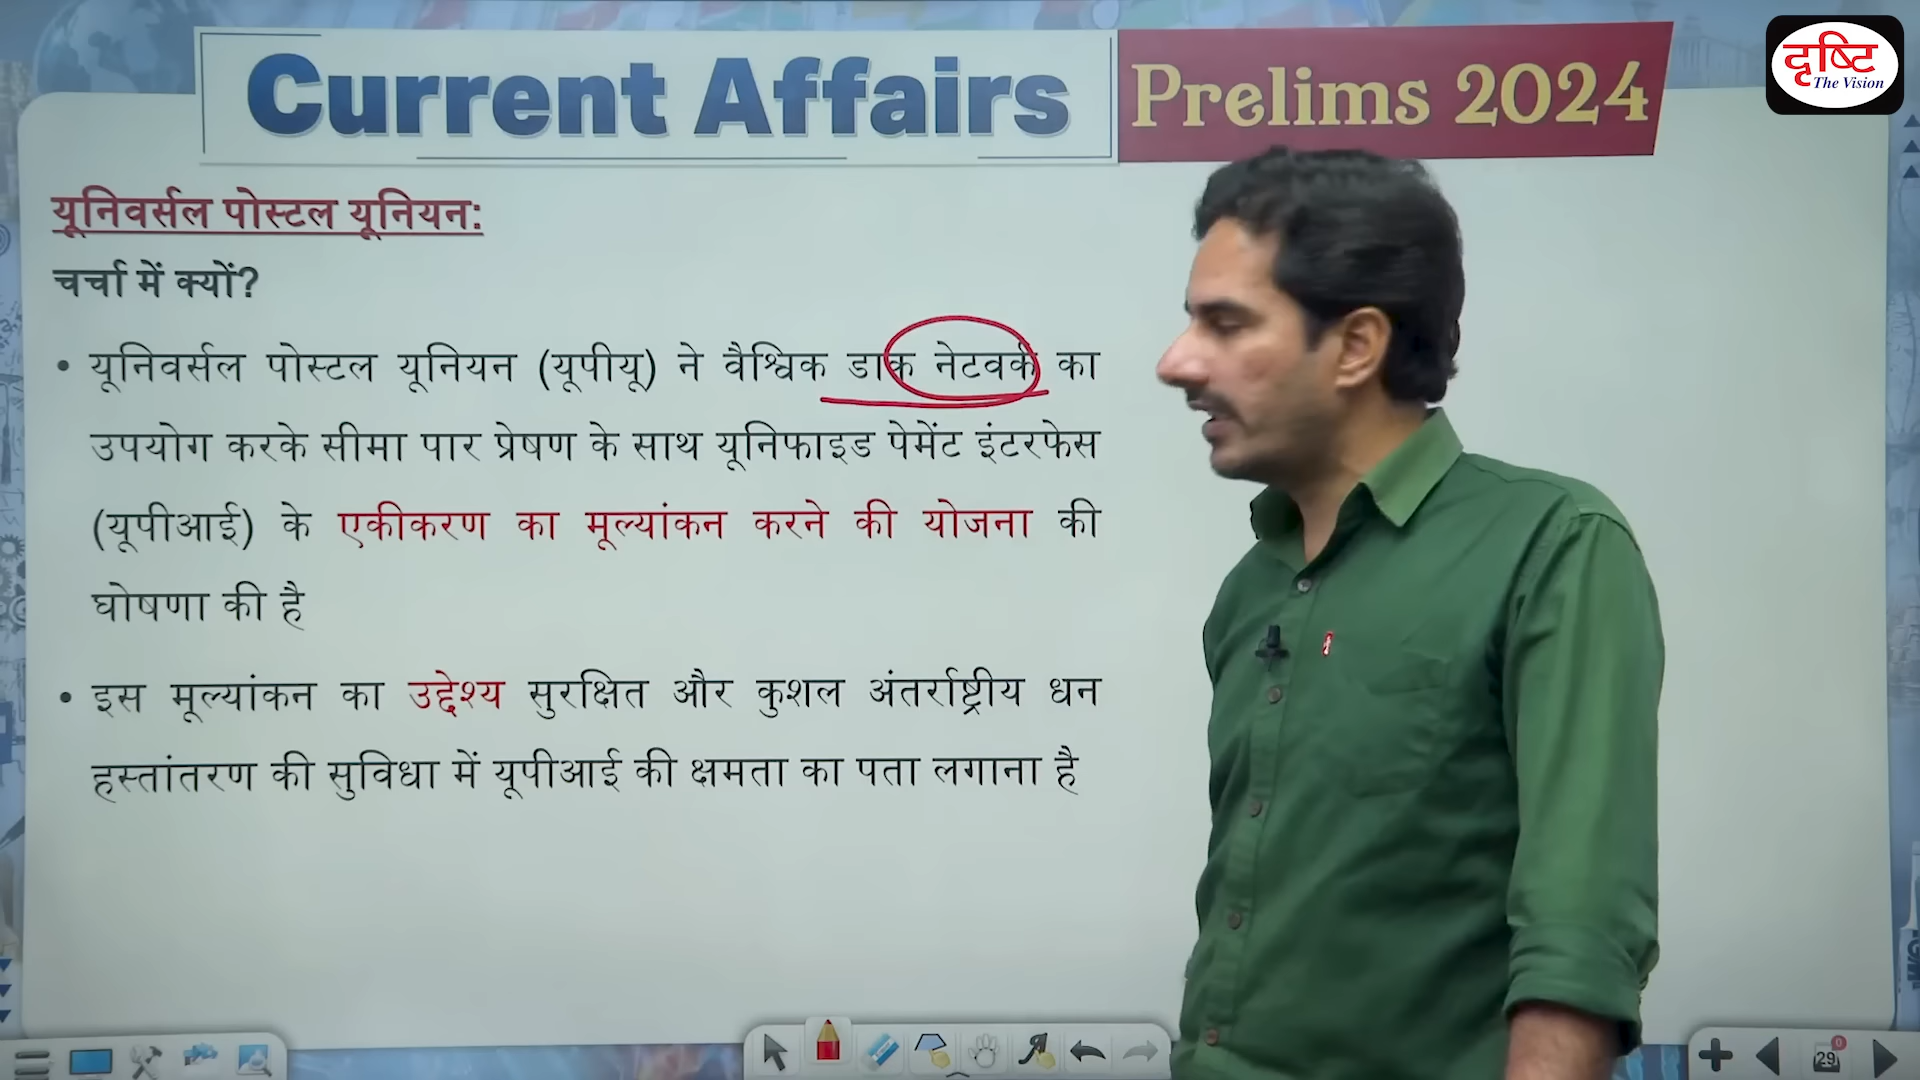 Current Affairs Prelims 2024
दृष्टि
The Vision
यूनिवर्सल पोस्टल यूनियन:
चर्चा में क्यों?
• यूनिवर्सल पोस्टल यूनियन (यूपीयू) ने वैश्विक डाक नेटवर्क का
उपयोग करके सीमा पार प्रेषण के साथ यूनिफाइड पेमेंट इंटरफेस
(यूपीआई) के एकीकरण का मूल्यांकन करने की योजना की
घोषणा की है
• इस मूल्यांकन का उद्देश्य सुरक्षित और कुशल अंतर्राष्ट्रीय धन
हस्तांतरण की सुविधा में यूपीआई की क्षमता का पता लगाना है
29
0